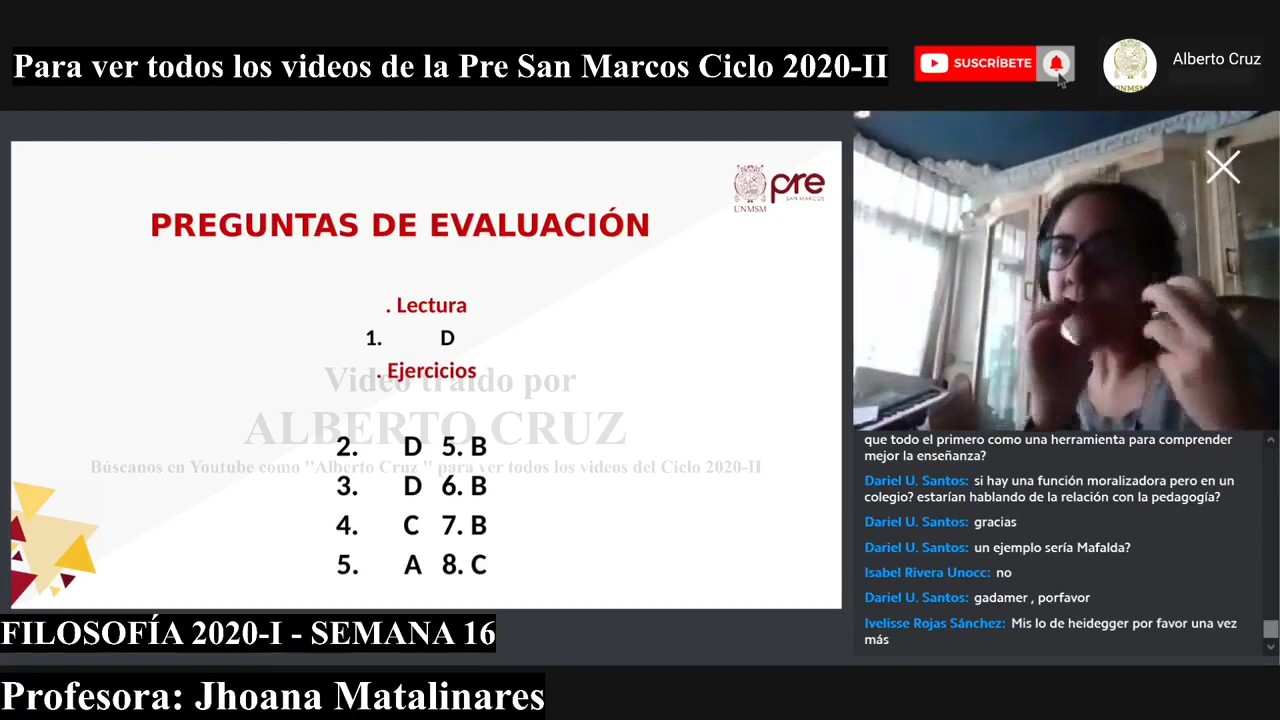 Para ver todos los videos de la Pre San Marcos Ciclo 2020-II
SUSCRÍBETE
UNMSM
Alberto Cruz
UNMSM
pre
SAN MARCOS
PREGUNTAS DE EVALUACIÓN
. Lectura
1. D
. Ejercicios
Video traído por
ALBERTO CRUZ
2. D 5. B
Búscanos en Youtube como "Alberto Cruz " para ver todos los videos del Ciclo 2020-II
3. D 6. B
4. C 7. B
5. A 8. C
que todo el primero como una herramienta para comprender
mejor la enseñanza?
Dariel U. Santos: si hay una función moralizadora pero en un
colegio? estarían hablando de la relación con la pedagogía?
Dariel U. Santos: gracias
Dariel U. Santos: un ejemplo sería Mafalda?
Isabel Rivera Unocc: no
Dariel U. Santos: gadamer , porfavor
Ivelisse Rojas Sánchez: Mis lo de heidegger por favor una vez
más
FILOSOFÍA 2020-I - SEMANA 16
Profesora: Jhoana Matalinares